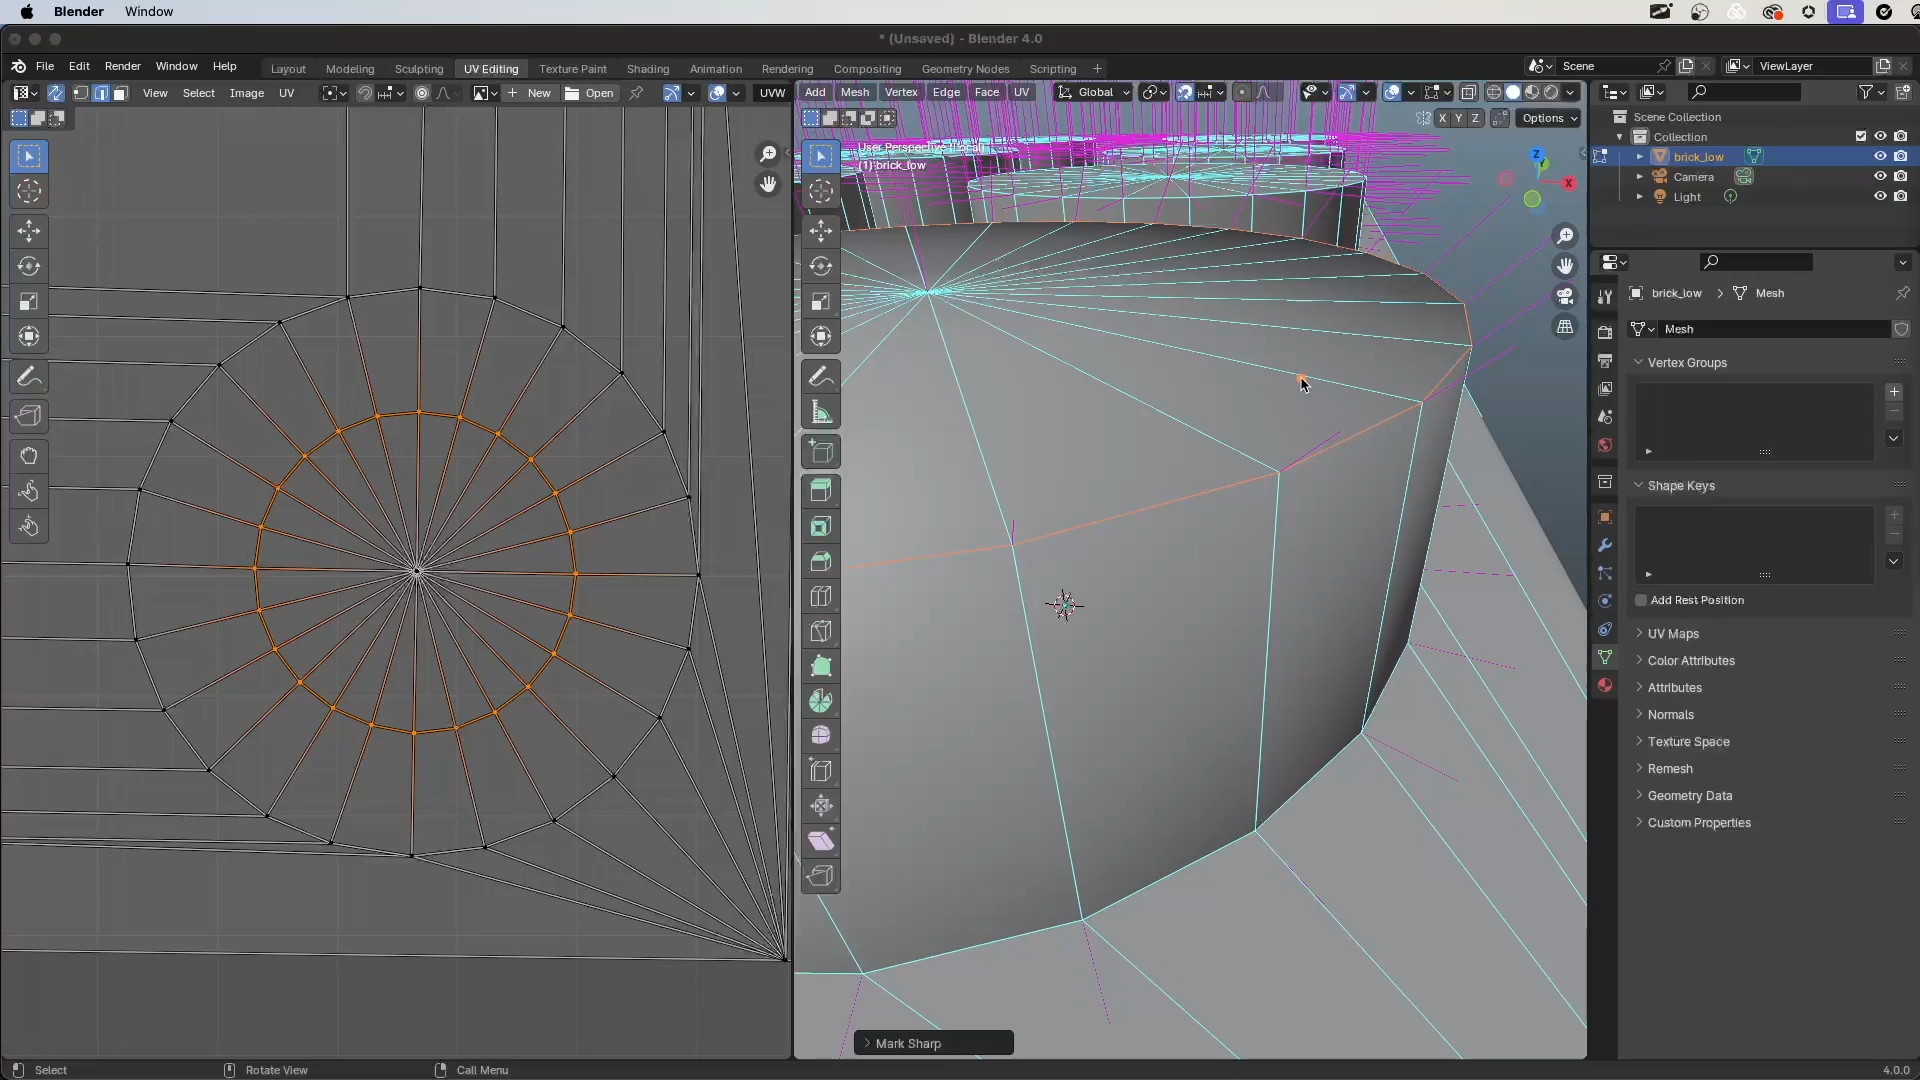 Blender Window
* (Unsaved) - Blender 4.0
File Edit Render Window Help Layout Modeling Sculpting UV Editing Texture Paint Shading Animation Rendering Compositing Geometry Nodes Scripting + Scene ViewLayer
View Select Image UV New Open UVW Add Mesh Vertex Edge Face UV Global
X Y Z Options
User Perspective (Local)
(1) brick_low
Z
X
Scene Collection
Collection
brick_low
Camera
Light
brick_low > Mesh
Mesh
Vertex Groups
Shape Keys
Add Rest Position
UV Maps
Color Attributes
Attributes
Normals
Texture Space
Remesh
Geometry Data
Custom Properties
> Mark Sharp
Select Rotate View Call Menu 4.0.0